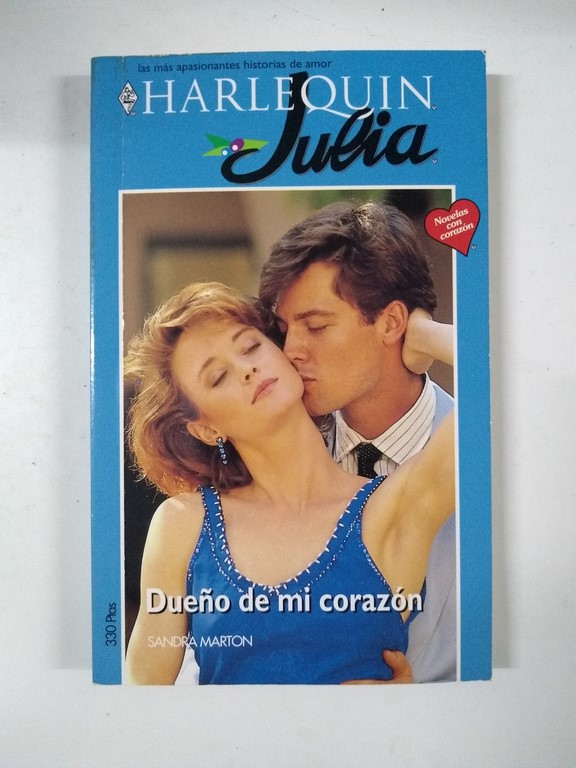 las más apasionantes historias de amor
HARLEQUIN
Julia
Novelas
con
corazón
Dueño de mi corazón
SANDRA MARTON
330 Ptas